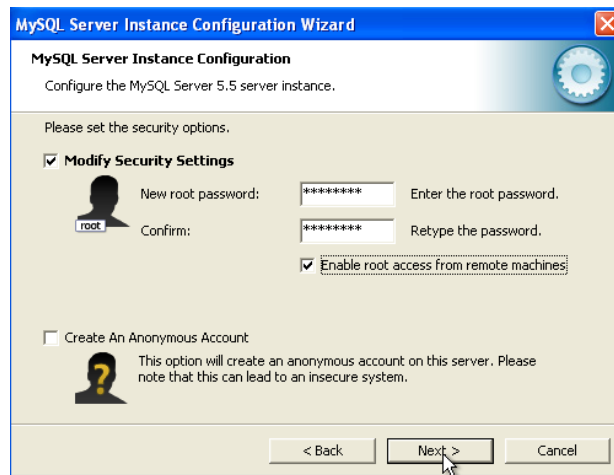 MySQL Server Instance Configuration Wizard
MySQL Server Instance Configuration
Configure the MySQL Server 5.5 server instance.
Please set the security options.
Modify Security Settings
New root password: ******** Enter the root password.
root
Confirm: ******** Retype the password.
Enable root access from remote machines
Create An Anonymous Account
This option will create an anonymous account on this server. Please
note that this can lead to an insecure system.
< Back Next > Cancel